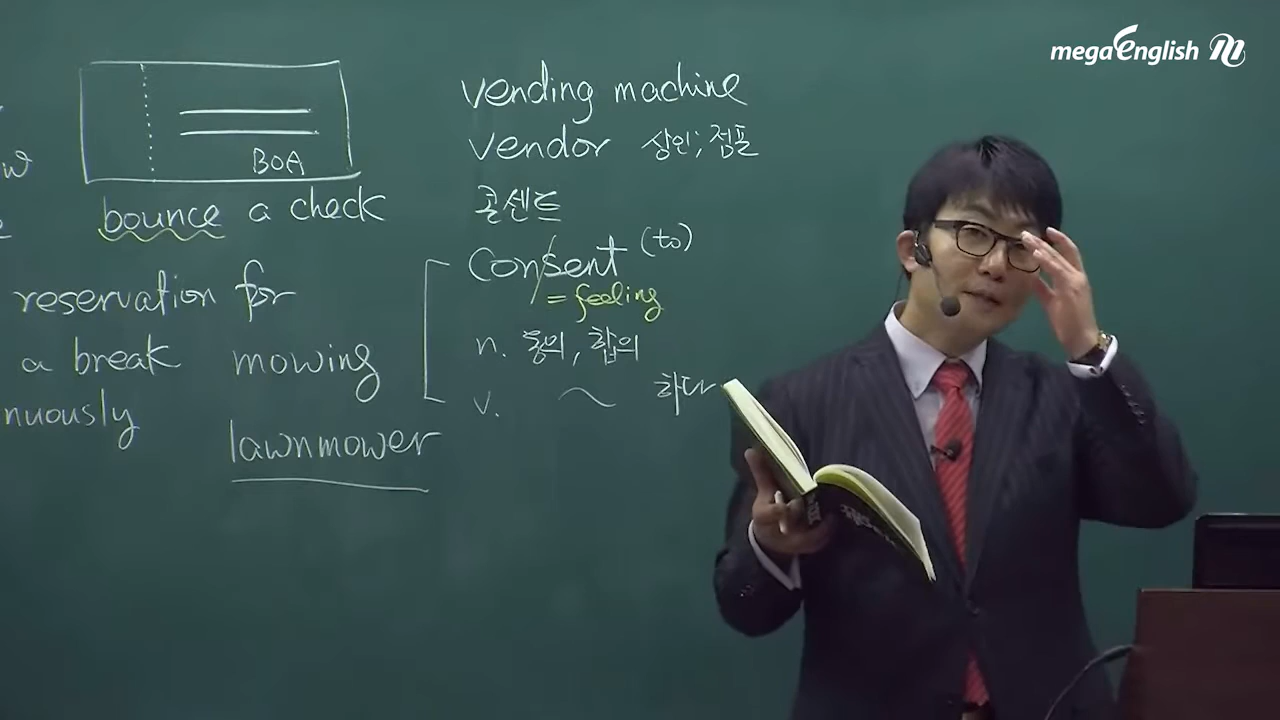 megaEnglish
BoA
bounce a check
reservation for
a break
mowing
nuously
lawnmower
vending machine
vendor 상인; 점포
콘센트
Consent (to)
= feeling
n. 동의, 합의
v. ~ 하다